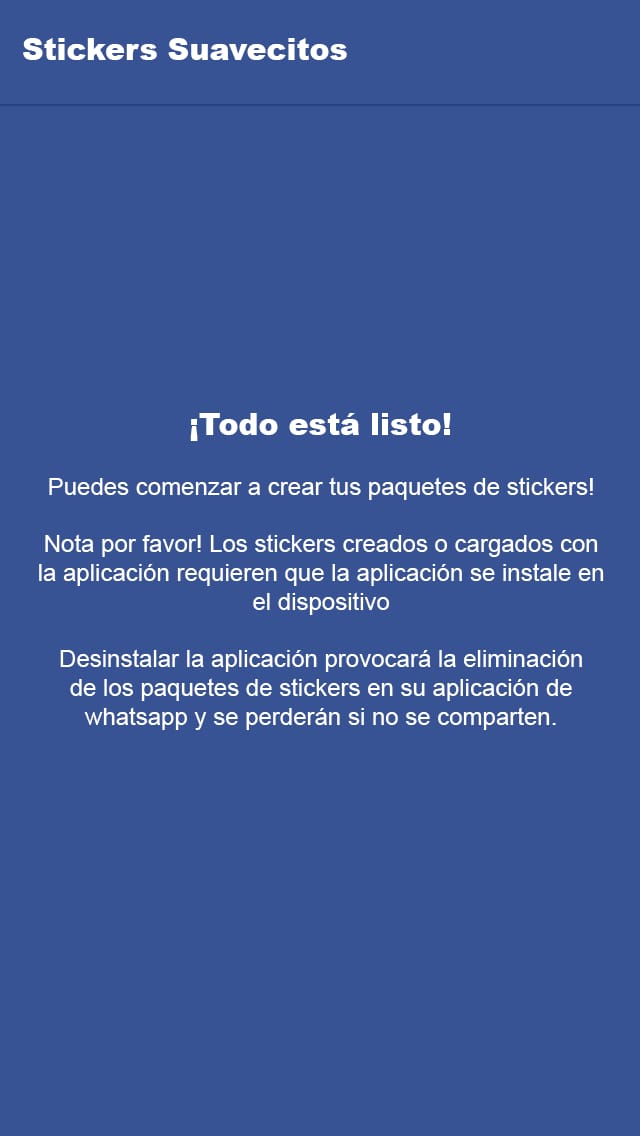 Stickers Suavecitos
¡Todo está listo!
Puedes comenzar a crear tus paquetes de stickers!
Nota por favor! Los stickers creados o cargados con
la aplicación requieren que la aplicación se instale en
el dispositivo
Desinstalar la aplicación provocará la eliminación
de los paquetes de stickers en su aplicación de
whatsapp y se perderán si no se comparten.